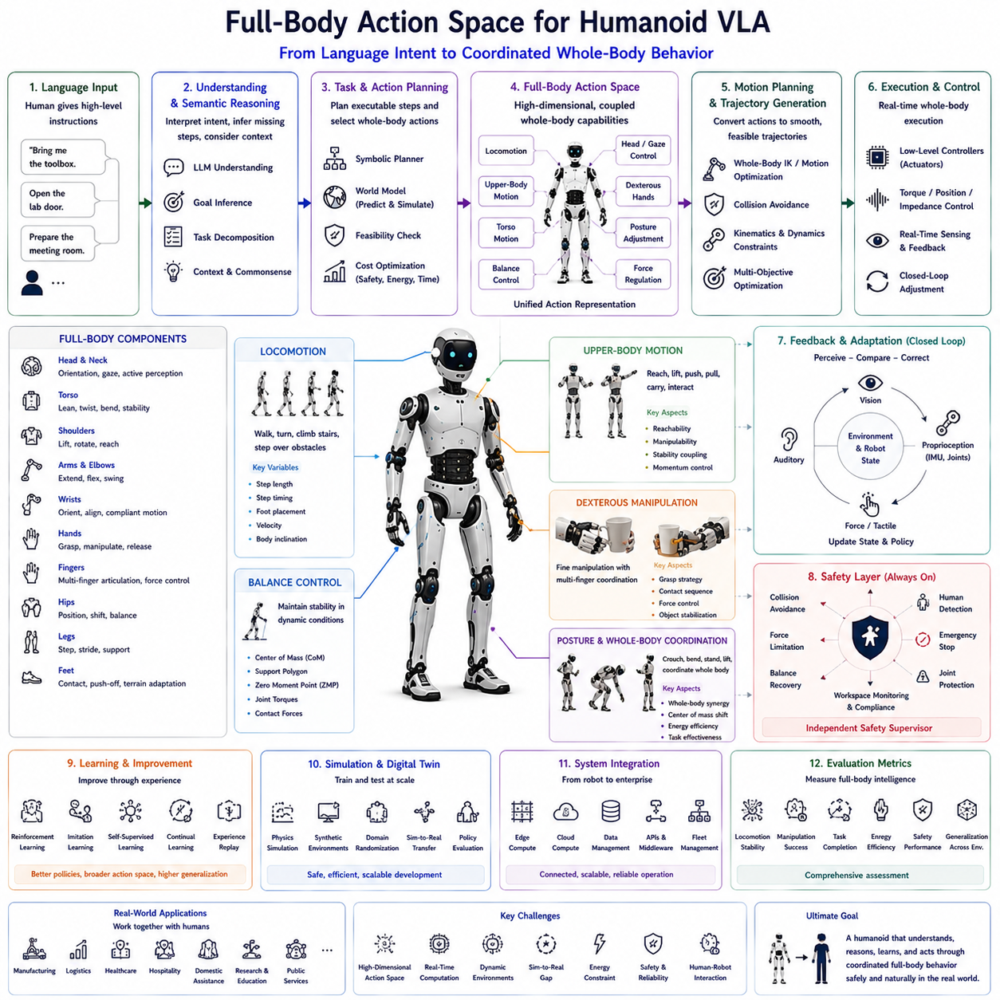 Full-Body Action Space for Humanoid VLA
From Language Intent to Coordinated Whole-Body Behavior
1. Language Input
Human gives high-level
instructions
"Bring me
the toolbox.
Open the
lab door.
Prepare the
meeting room.
...
2. Understanding
& Semantic Reasoning
Interpret intent, infer missing
steps, consider context
LLM Understanding
Goal Inference
Task Decomposition
Context & Commonsense
3. Task & Action Planning
Plan executable steps and
select whole-body actions
Symbolic Planner
World Model
(Predict & Simulate)
Feasibility Check
Cost Optimization
(Safety, Energy, Time)
4. Full-Body Action Space
High-dimensional, coupled
whole-body capabilities
Locomotion
Upper-Body
Motion
Torso
Motion
Balance
Control
Head / Gaze
Control
Dexterous
Hands
Posture
Adjustment
Force
Regulation
Unified Action Representation
5. Motion Planning
& Trajectory Generation
Convert actions to smooth,
feasible trajectories
Whole-Body IK / Motion
Optimization
Collision Avoidance
Kinematics & Dynamics
Constraints
Multi-Objective
Optimization
6. Execution & Control
Real-time whole-body
execution
Low-Level Controllers
(Actuators)
Torque / Position /
Impedance Control
Real-Time Sensing
& Feedback
Closed-Loop
Adjustment
FULL-BODY COMPONENTS
Head & Neck
Orientation, gaze, active perception
Torso
Lean, twist, bend, stability
Shoulders
Lift, rotate, reach
Arms & Elbows
Extend, flex, swing
Wrists
Orient, align, compliant motion
Hands
Grasp, manipulate, release
Fingers
Multi-finger articulation, force control
Hips
Position, shift, balance
Legs
Step, stride, support
Feet
Contact, push-off, terrain adaptation
LOCOMOTION
Walk, turn, climb stairs,
step over obstacles
Key Variables
• Step length
• Step timing
• Foot placement
• Velocity
• Body inclination
BALANCE CONTROL
Maintain stability in
dynamic conditions
• Center of Mass (CoM)
• Support Polygon
• Zero Moment Point (ZMP)
• Joint Torques
• Contact Forces
UPPER-BODY MOTION
Reach, lift, push, pull,
carry, interact
Key Aspects
• Reachability
• Manipulability
• Stability coupling
• Momentum control
DEXTEROUS MANIPULATION
Fine manipulation with
multi-finger coordination
Key Aspects
• Grasp strategy
• Contact sequence
• Force control
• Object stabilization
POSTURE & WHOLE-BODY COORDINATION
Crouch, bend, stand, lift,
coordinate whole body
Key Aspects
• Whole-body synergy
• Center of mass shift
• Energy efficiency
• Task effectiveness
7. Feedback & Adaptation (Closed Loop)
Perceive – Compare – Correct
Vision
Auditory
Environment
& Robot
State
Proprioception
(IMU, Joints)
Force / Tactile
Update State & Policy
8. Safety Layer (Always On)
Collision
Avoidance
Force
Limitation
Balance
Recovery
Human
Detection
Emergency
Stop
Joint
Protection
Workspace Monitoring
& Compliance
Independent Safety Supervisor
9. Learning & Improvement
Improve through experience
Reinforcement
Learning
Imitation
Learning
Self-Supervised
Learning
Continual
Learning
Experience
Replay
Better pollicies, broader action space, higher generalization
10. Simulation & Digital Twin
Train and test at scale
Physics
Simulation
Synthetic
Environments
Domain
Randomization
Sim-to-Real
Transfer
Policy
Evaluation
Safe, efficient, scalable development
11. System Integration
From robot to enterprise
Edge
Compute
Cloud
Compute
Data
Management
APIs &
Middleware
Fleet
Management
Connected, scalable, reliable operation
12. Evaluation Metrics
Measure full-body intelligence
Locomotion
Stability
Manipulation
Success
Task
Completion
Energy
Efficiency
Safety
Performance
Generalization
Across Env.
Comprehensive assessment
Real-World Applications
Work together with humans
Manufacturing
Logistics
Healthcare
Hospitality
Domestic
Assistance
Research &
Education
Public
Services
...
Key Challenges
High-Dimensional
Action Space
Real-Time
Computation
Dynamic
Environments
Sim-to-Real
Gap
Energy
Constraint
Safety &
Reliability
Human-Robot
Interaction
Ultimate Goal
A humanoid that understands,
reasons, learns, and acts through
coordinated full-body behavior
safely and naturally in the real world.